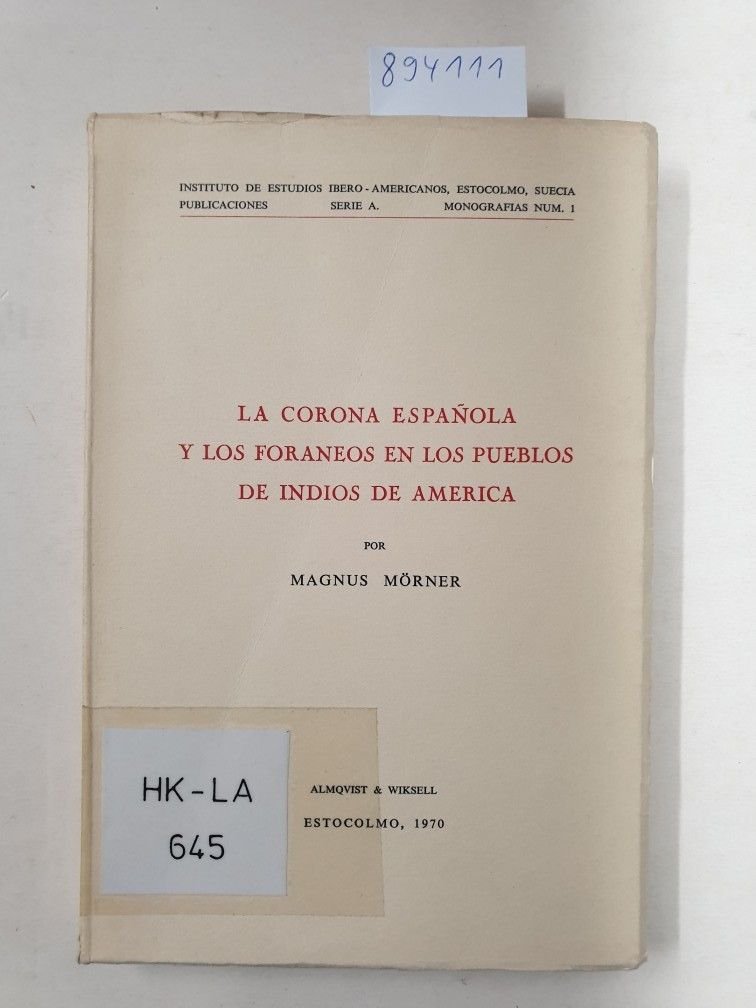 894111
INSTITUTO DE ESTUDIOS IBERO-AMERICANOS, ESTOCOLMO, SUECIA
PUBLICACIONES SERIE A. MONOGRAFIAS NUM. 1
LA CORONA ESPAÑOLA
Y LOS FORANEOS EN LOS PUEBLOS
DE INDIOS DE AMERICA
POR
MAGNUS MÖRNER
ALMQVIST & WIKSELL
ESTOCOLMO, 1970
HK-LA
645